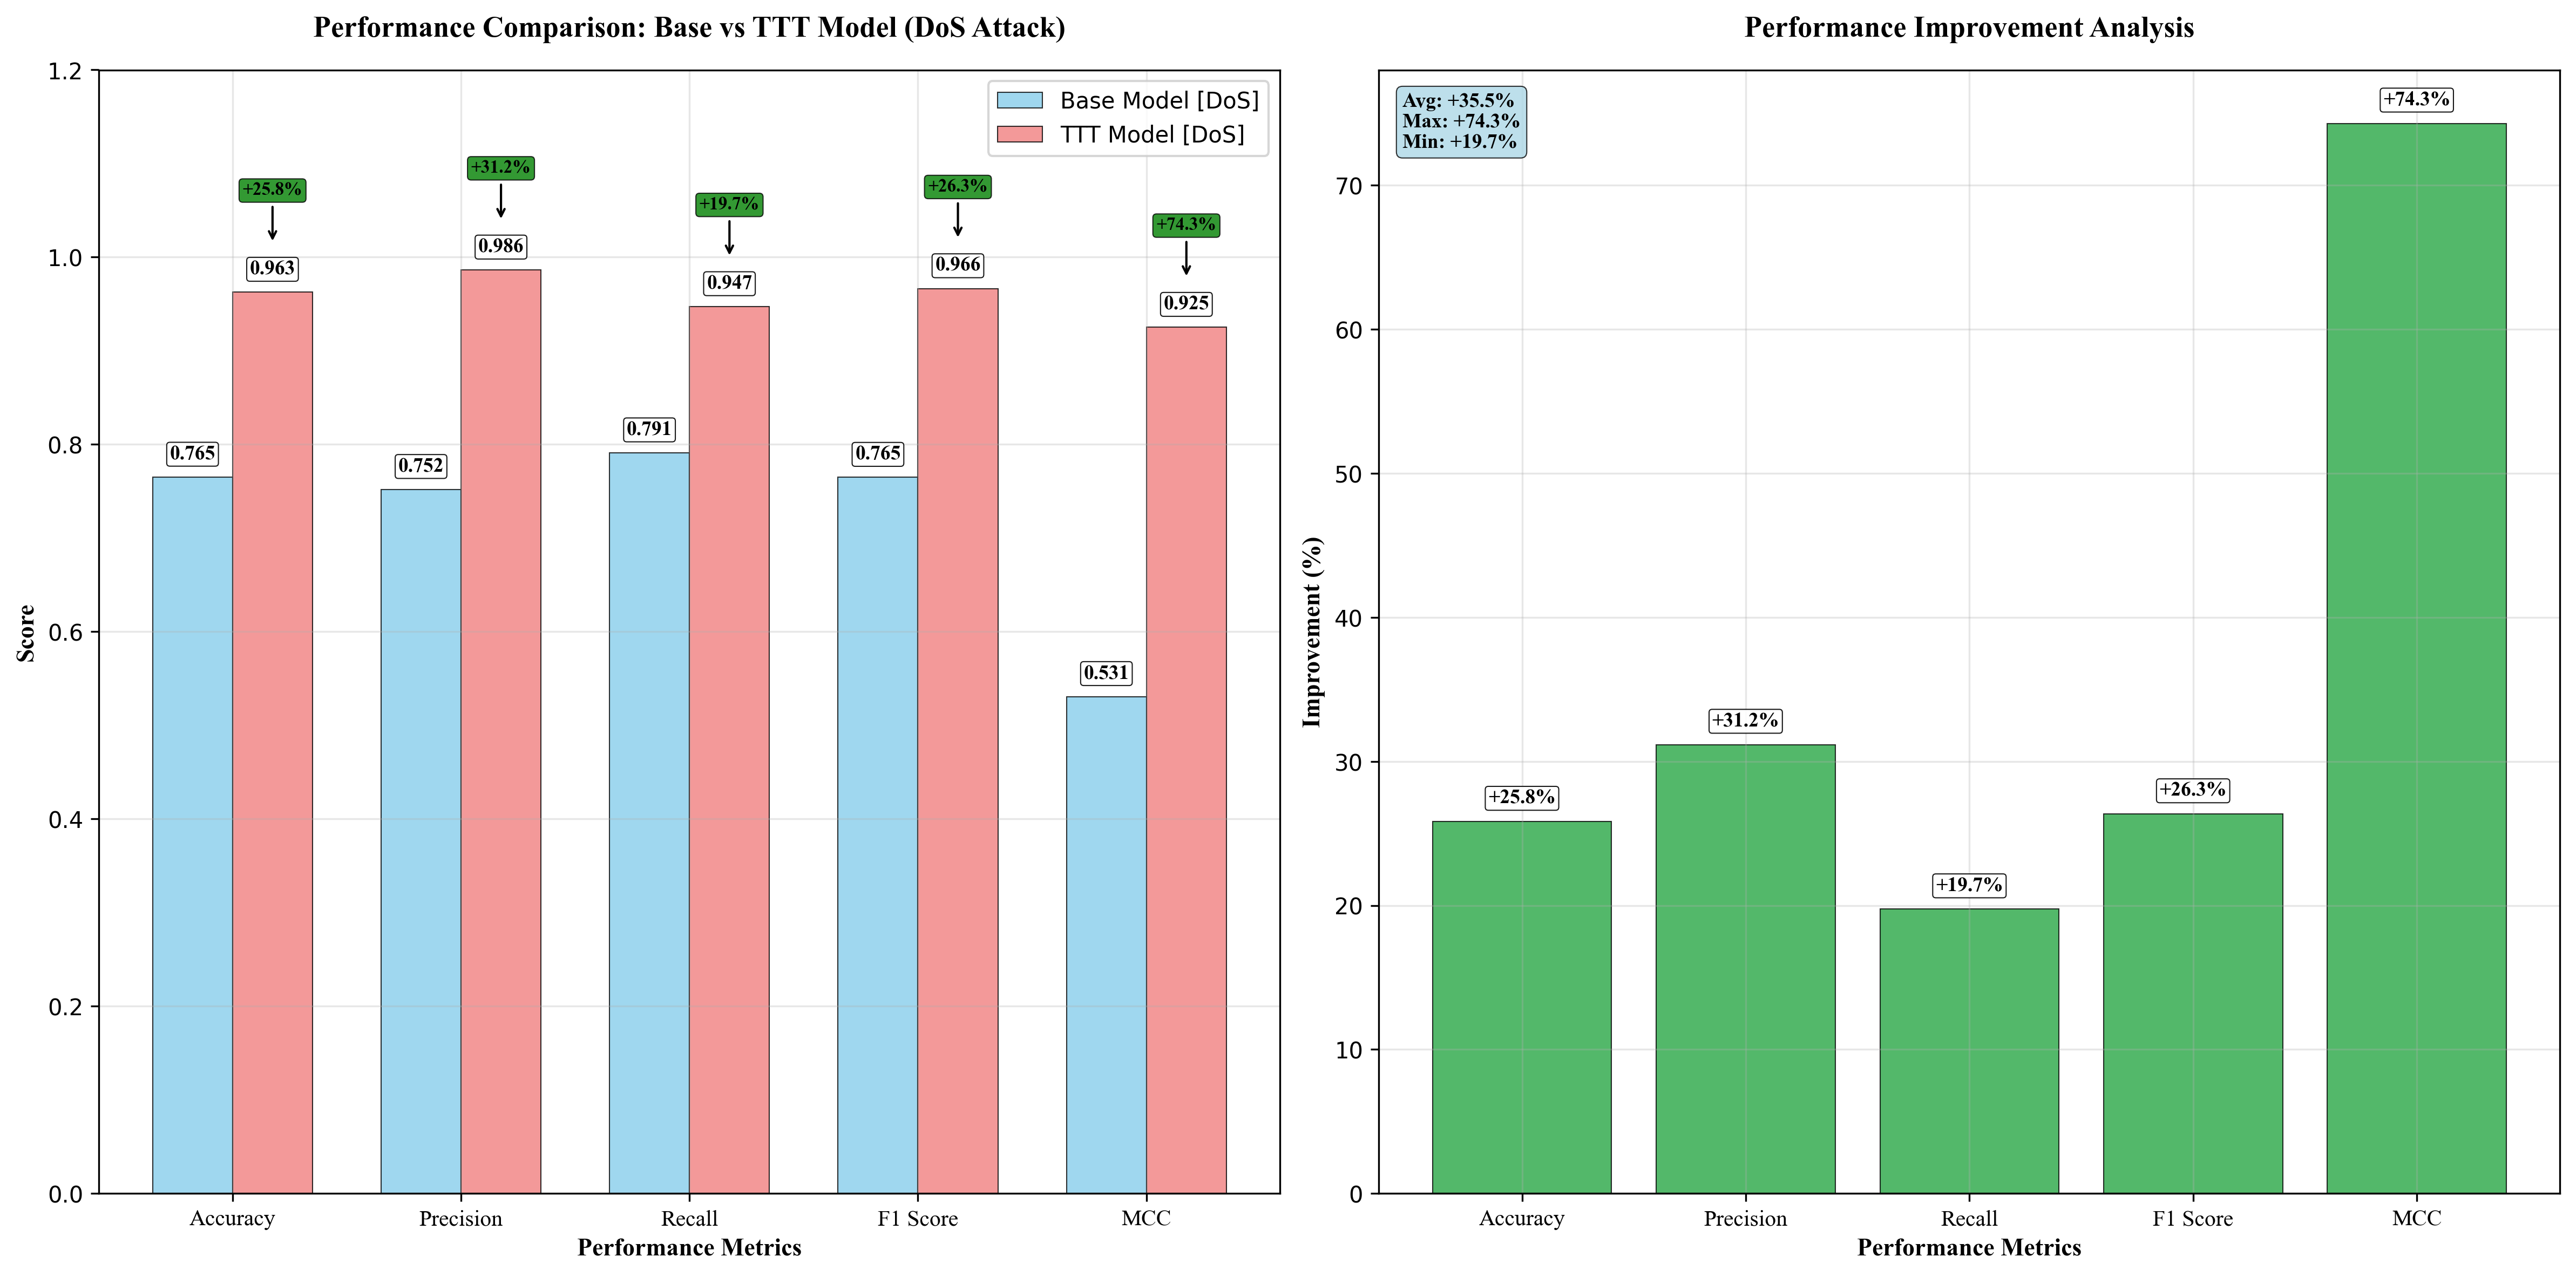 Performance Comparison: Base vs TTT Model (DoS Attack)
1.2
1.0
0.8
0.6
0.4
0.2
0.0
Score
Base Model [DoS]
TTT Model [DoS]
+25.8%
+31.2%
+19.7%
+26.3%
+74.3%
0.963
0.986
0.947
0.966
0.925
0.765
0.752
0.791
0.765
0.531
Accuracy
Precision
Recall
F1 Score
MCC
Performance Metrics
Performance Improvement Analysis
Avg: +35.5%
Max: +74.3%
Min: +19.7%
70
60
50
40
30
20
10
0
Improvement (%)
+25.8%
+31.2%
+19.7%
+26.3%
+74.3%
Accuracy
Precision
Recall
F1 Score
MCC
Performance Metrics